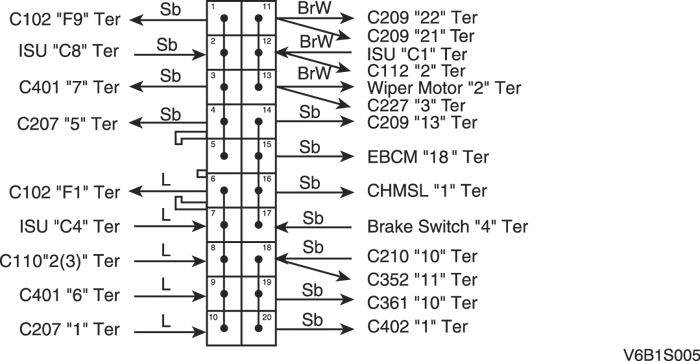 C102 "F9" Ter Sb 1 11 BrW C209 "22" Ter
C209 "21" Ter
ISU "C8" Ter Sb 2 12 BrW ISU "C1" Ter
C112 "2" Ter
C401 "7" Ter Sb 3 13 BrW Wiper Motor "2" Ter
C227 "3" Ter
C207 "5" Ter Sb 4 14 Sb C209 "13" Ter
5 15 Sb EBCM "18" Ter
C102 "F1" Ter L 6 16 Sb CHMSL "1" Ter
ISU "C4" Ter L 7 17 Sb Brake Switch "4" Ter
C110"2(3)" Ter L 8 18 Sb C210 "10" Ter
C352 "11" Ter
C401 "6" Ter L 9 19 Sb C361 "10" Ter
C207 "1" Ter L 10 20 Sb C402 "1" Ter
V6B1S005